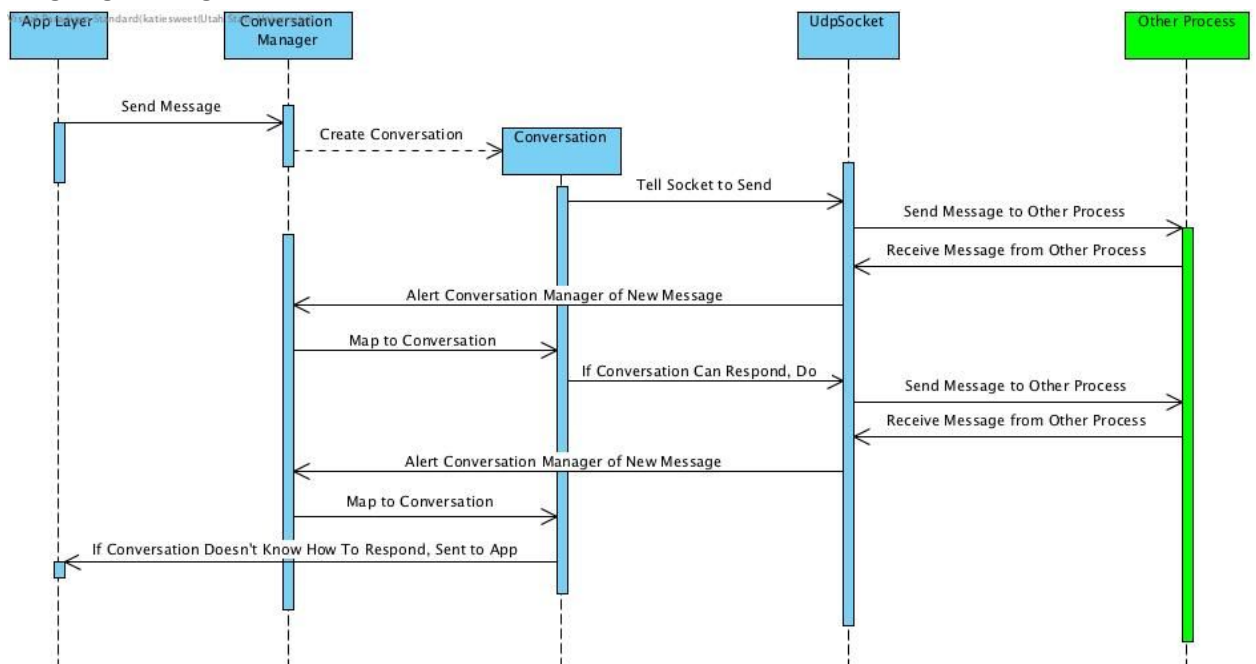 App Layer
Conversation
Manager
UdpSocket
Other Process
Send Message
Create Conversation
Conversation
Tell Socket to Send
Send Message to Other Process
Receive Message from Other Process
Alert Conversation Manager of New Message
Map to Conversation
If Conversation Can Respond, Do
Send Message to Other Process
Receive Message from Other Process
Alert Conversation Manager of New Message
Map to Conversation
If Conversation Doesn't Know How To Respond, Sent to App